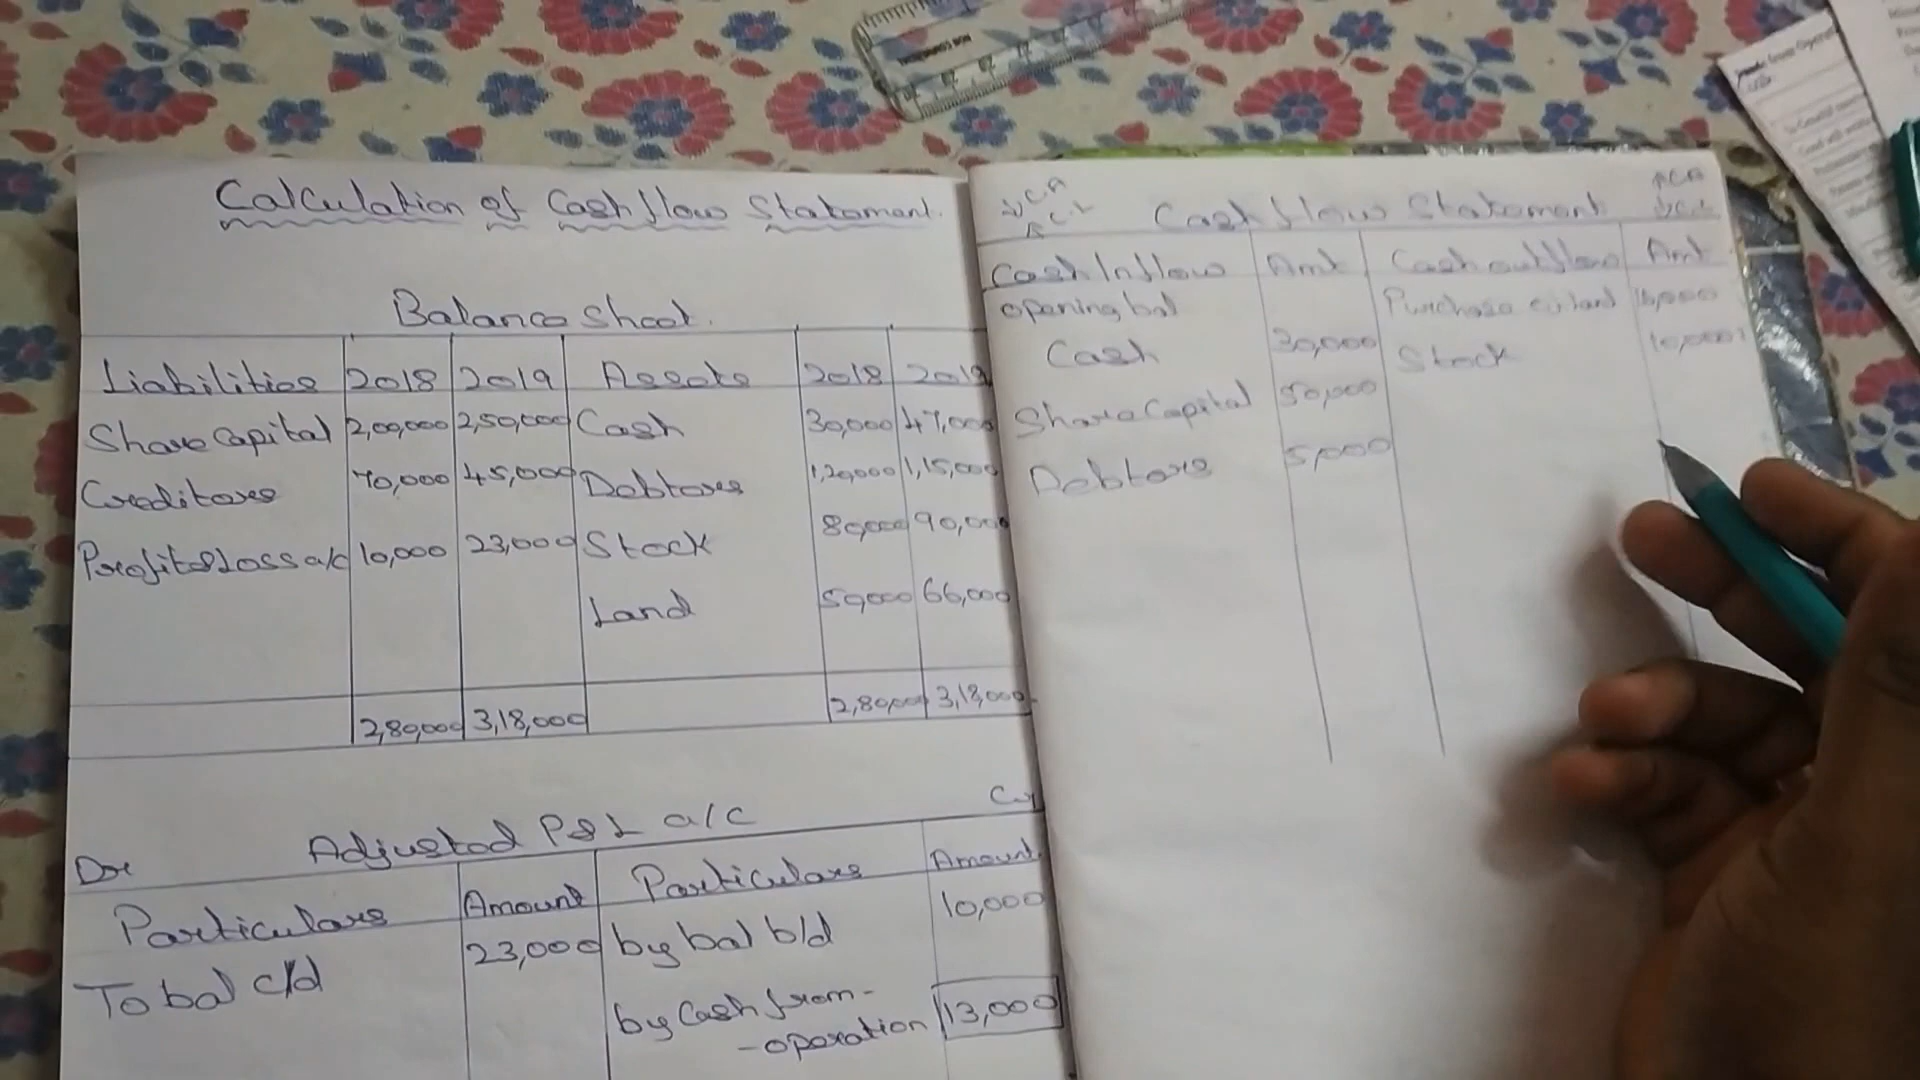 Calculation of Cash flow Statement.
Balance Sheet.
Liabilities 2018 2019 Assets 2018 2019
Share Capital 2,00,000 2,50,000 Cash 30,000 47,000
Creditors 70,000 45,000 Debtors 1,20,000 1,15,000
Profit & Loss a/c 10,000 23,000 Stock 80,000 90,000
Land 50,000 66,000
2,80,000 3,18,000 2,80,000 3,18,000
Dr Adjusted P&L a/c Cr
Particulars Amount Particulars Amount
To bal c/d 23,000 by bal b/d 10,000
by Cash from-
-operation 13,000
Cash flow Statement
Cash Inflow Amt Cash outflow Amt
Opening bal Purchase of land 16,000
Cash 30,000 Stock 10,000
Share Capital 50,000
Debtors 5,000